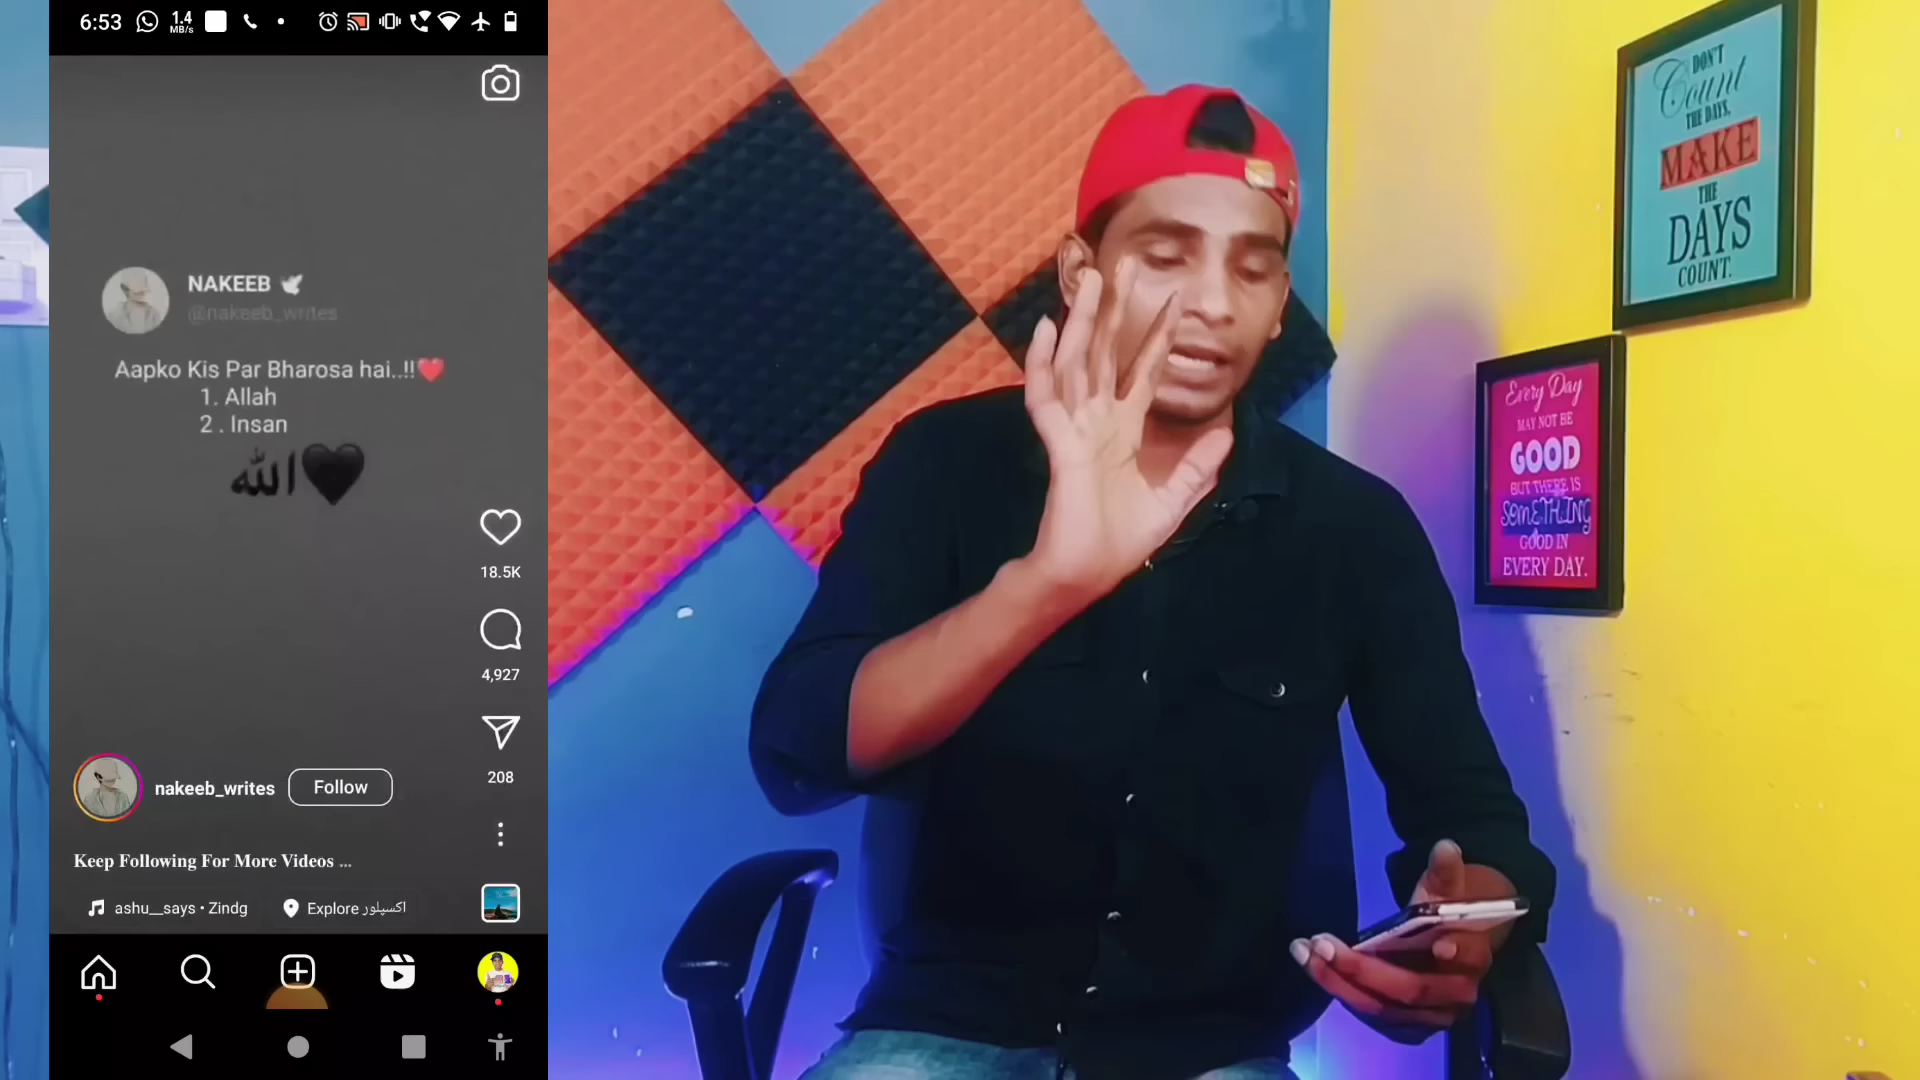 6:53
1.4
MB/s
NAKEEB
@nakeeb_writes
Aapko Kis Par Bharosa hai..!!❤️
1. Allah
2 . Insan
الله🖤
18.5K
4,927
208
nakeeb_writes
Follow
Keep Following For More Videos ...
ashu__says • Zindg
Explore اکسپلور
DON'T
Count
THE DAYS,
MAKE
THE
DAYS
COUNT.
Every Day
MAY NOT BE
GOOD
BUT THERE IS
SOMETHING
GOOD IN
EVERY DAY.